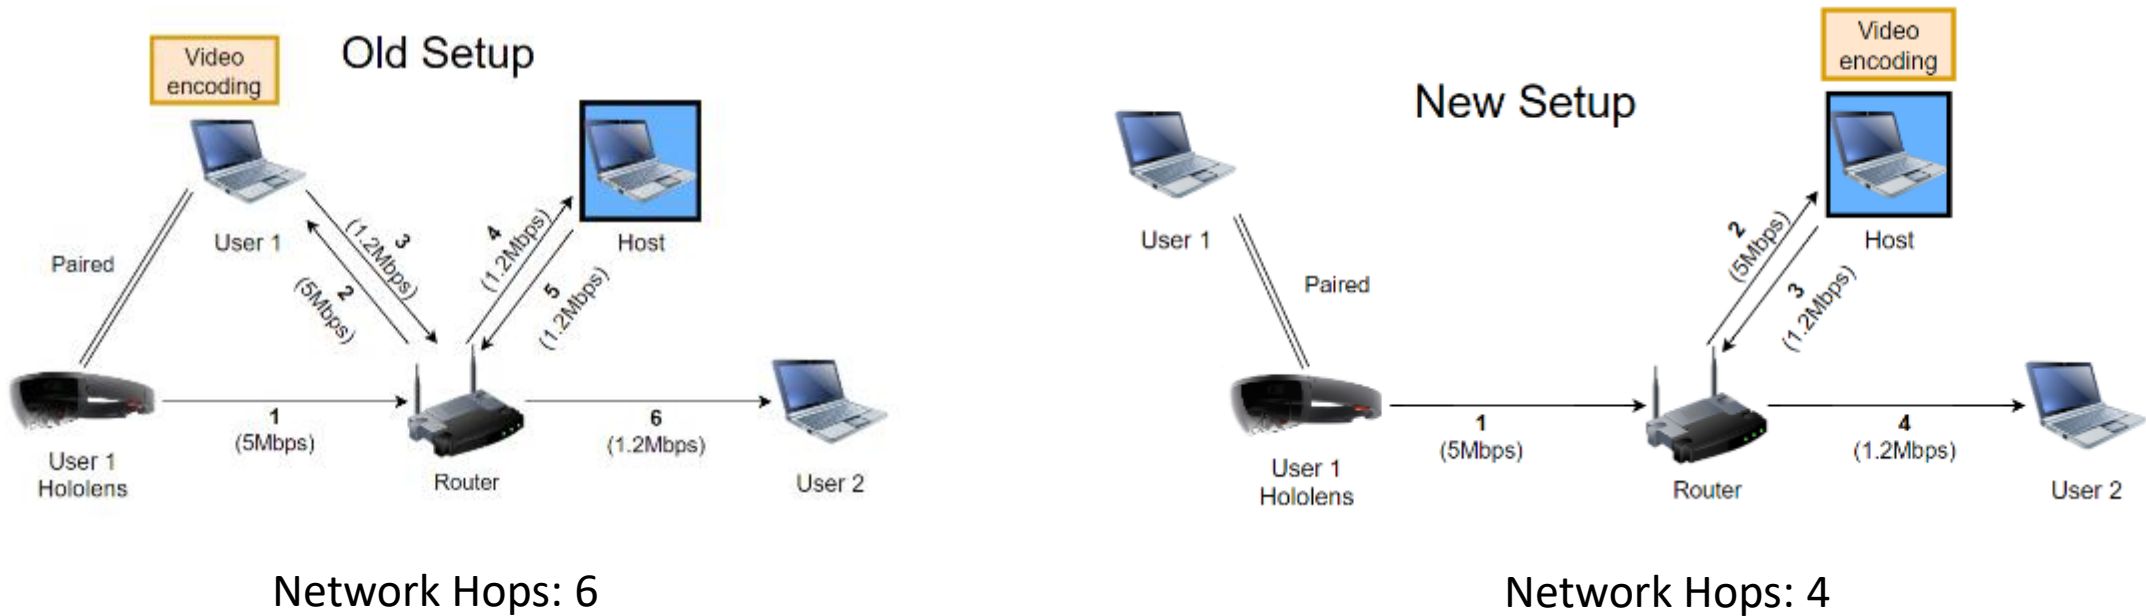 Old Setup
Video
encoding
User 1
Host
Paired
3
(1.2Mbps)
2
(5Mbps)
4
(1.2Mbps)
5
(1.2Mbps)
1
(5Mbps)
6
(1.2Mbps)
User 1
Hololens
Router
User 2
Network Hops: 6
New Setup
Video
encoding
User 1
Host
Paired
2
(5Mbps)
3
(1.2Mbps)
1
(5Mbps)
4
(1.2Mbps)
User 1
Hololens
Router
User 2
Network Hops: 4